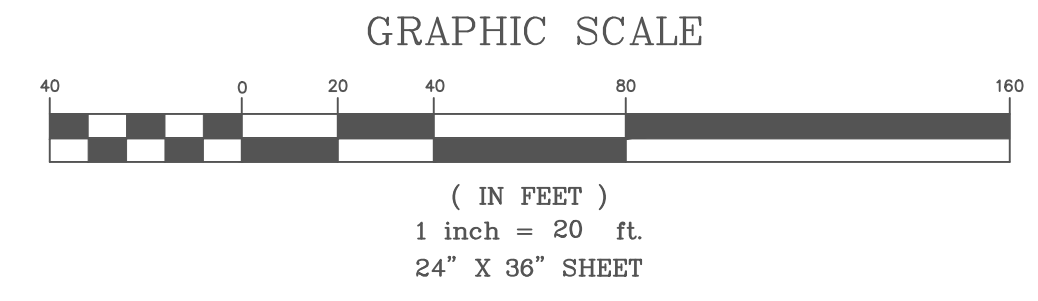 GRAPHIC SCALE
40 0 20 40 80 160
( IN FEET )
1 inch = 20 ft.
24" X 36" SHEET